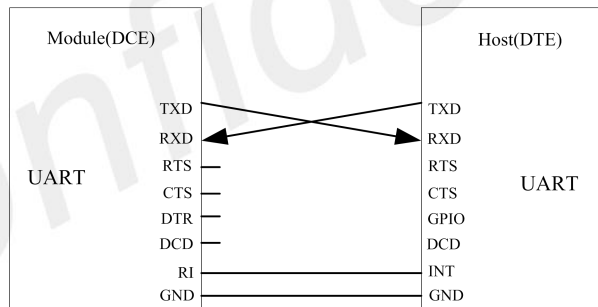 Module(DCE)
Host(DTE)
TXD
TXD
RXD
RXD
RTS
RTS
UART
UART
CTS
CTS
DTR
GPIO
DCD
DCD
RI
INT
GND
GND